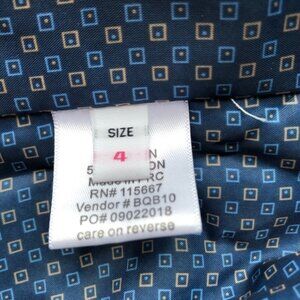 SIZE
4
Made in PRC
RN# 115667
Vendor # BQB10
PO# 09022018
care on reverse